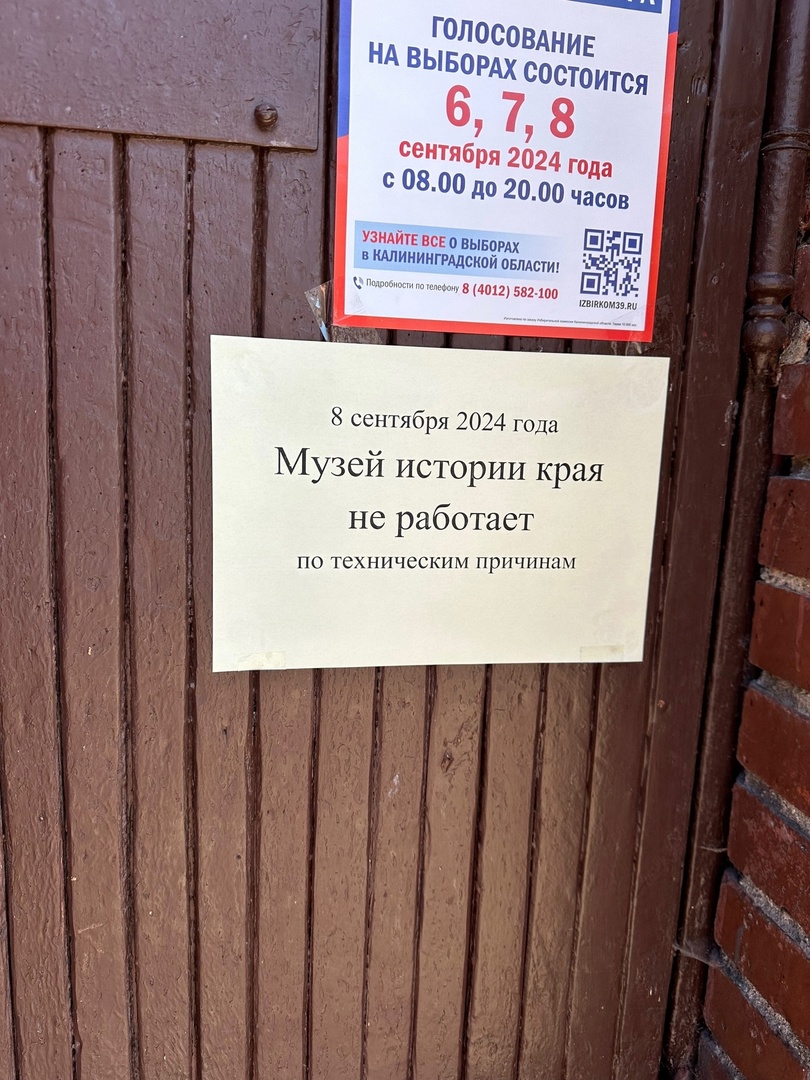 ГОЛОСОВАНИЕ
НА ВЫБОРАХ СОСТОИТСЯ
6, 7, 8
сентября 2024 года
с 08.00 до 20.00 часов
УЗНАЙТЕ ВСЕ О ВЫБОРАХ
в КАЛИНИНГРАДСКОЙ ОБЛАСТИ!
Подробности по телефону 8 (4012) 582-100
IZBIRKOM39.RU
8 сентября 2024 года
Музей истории края
не работает
по техническим причинам